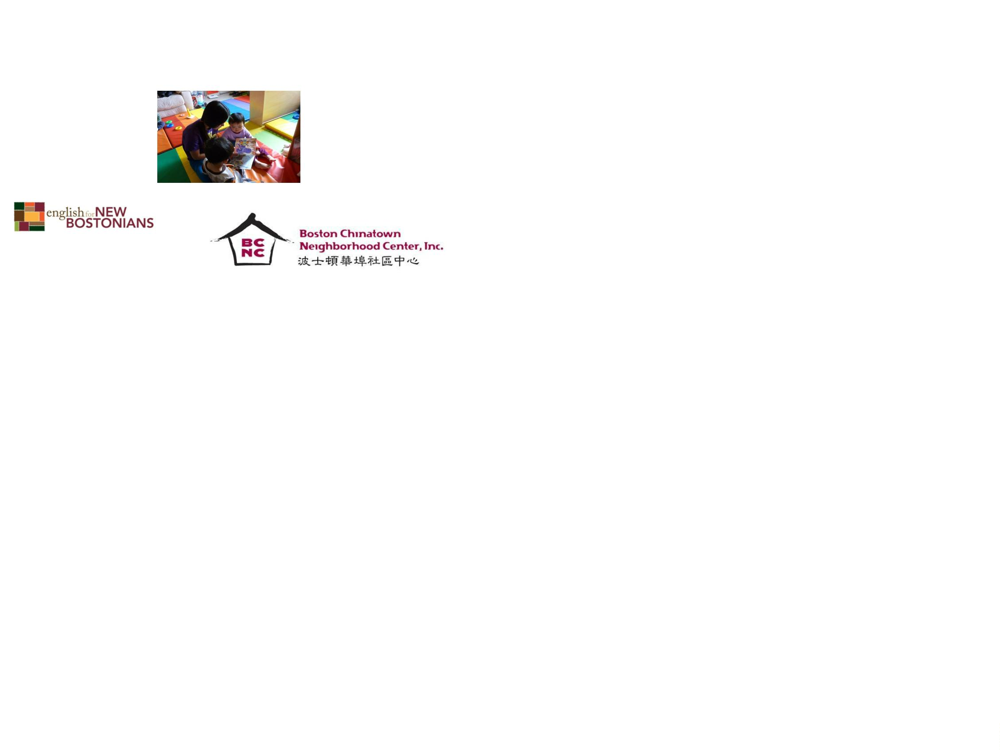 english for NEW
BOSTONIANS
BC
NC
Boston Chinatown
Neighborhood Center, Inc.
波士頓華埠社區中心